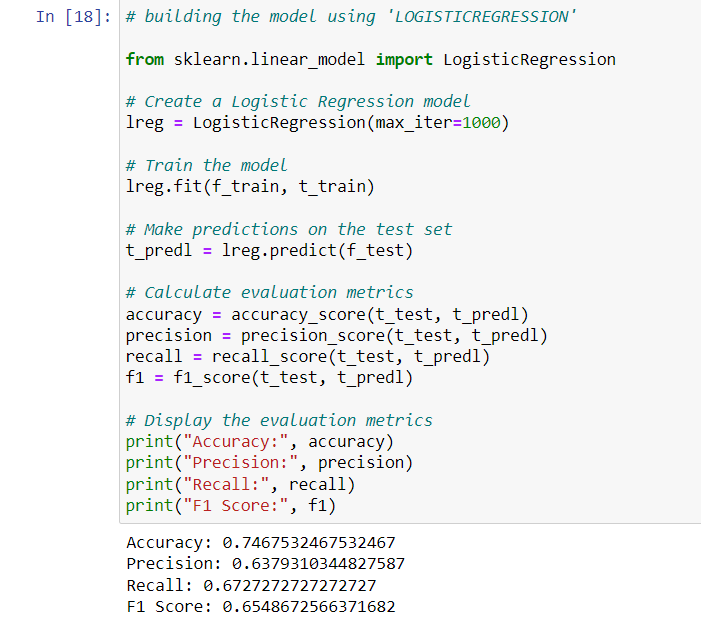 In [18]: # building the model using 'LOGISTICREGRESSION'
from sklearn.linear_model import LogisticRegression
# Create a Logistic Regression model
lreg = LogisticRegression(max_iter=1000)
# Train the model
lreg.fit(f_train, t_train)
# Make predictions on the test set
t_predl = lreg.predict(f_test)
# Calculate evaluation metrics
accuracy = accuracy_score(t_test, t_predl)
precision = precision_score(t_test, t_predl)
recall = recall_score(t_test, t_predl)
f1 = f1_score(t_test, t_predl)
# Display the evaluation metrics
print("Accuracy:", accuracy)
print("Precision:", precision)
print("Recall:", recall)
print("F1 Score:", f1)
Accuracy: 0.7467532467532467
Precision: 0.6379310344827587
Recall: 0.6727272727272727
F1 Score: 0.6548672566371682